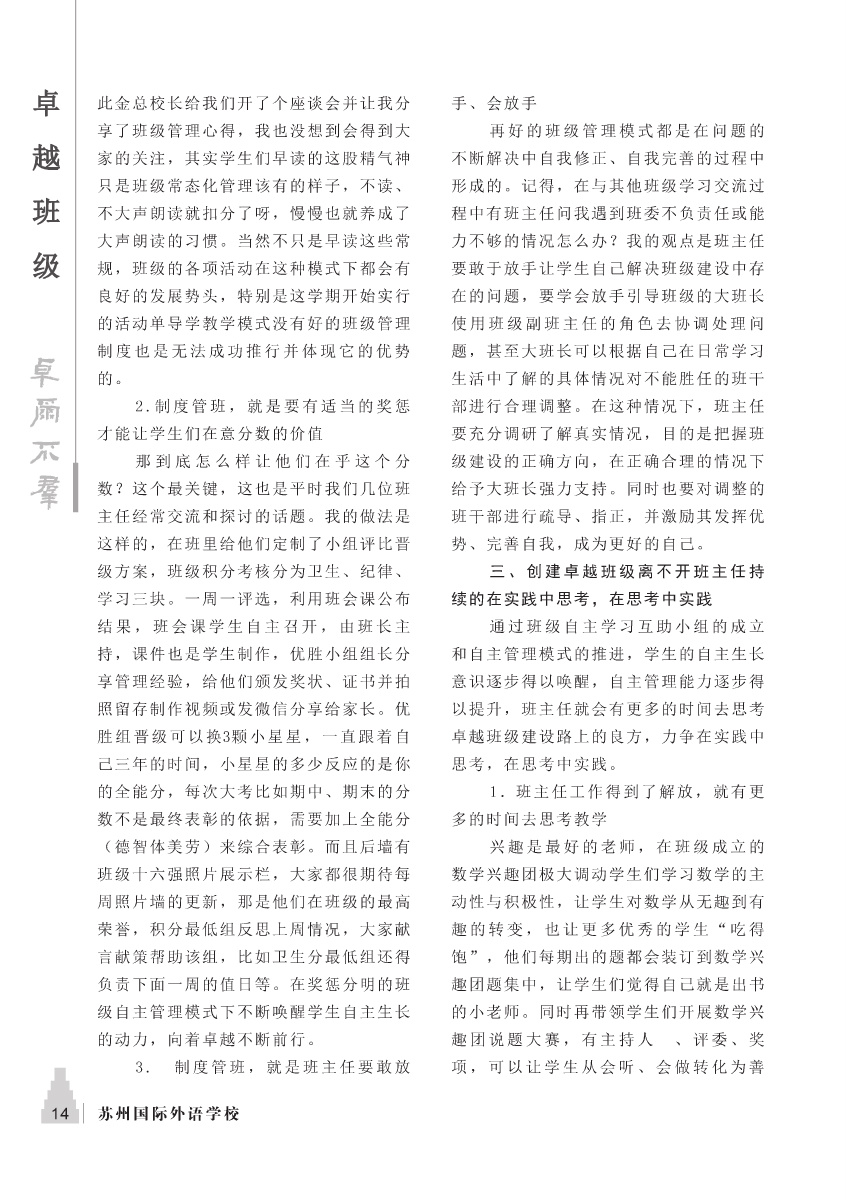 卓
越
班
级
卓
尔
不
群
此金总校长给我们开了个座谈会并让我分
享了班级管理心得，我也没想到会得到大
家的关注，其实学生们早读的这股精气神
只是班级常态化管理该有的样子，不读、
不大声朗读就扣分了呀，慢慢也就养成了
大声朗读的习惯。当然不只是早读这些常
规，班级的各项活动在这种模式下都会有
良好的发展势头，特别是这学期开始实行
的活动单导学教学模式没有好的班级管理
制度也是无法成功推行并体现它的优势
的。
2.制度管班，就是要有适当的奖惩
才能让学生们在意分数的价值
那到底怎么样让他们在乎这个分
数？这个最关键，这也是平时我们几位班
主任经常交流和探讨的话题。我的做法是
这样的，在班里给他们定制了小组评比晋
级方案，班级积分考核分为卫生、纪律、
学习三块。一周一评选，利用班会课公布
结果，班会课学生自主召开，由班长主
持，课件也是学生制作，优胜小组组长分
享管理经验，给他们颁发奖状、证书并拍
照留存制作视频或发微信分享给家长。优
胜组晋级可以换3颗小星星，一直跟着自
己三年的时间，小星星的多少反应的是你
的全能分，每次大考比如期中、期末的分
数不是最终表彰的依据，需要加上全能分
（德智体美劳）来综合表彰。而且后墙有
班级十六强照片展示栏，大家都很期待每
周照片墙的更新，那是他们在班级的最高
荣誉，积分最低组反思上周情况，大家献
言献策帮助该组，比如卫生分最低组还得
负责下面一周的值日等。在奖惩分明的班
级自主管理模式下不断唤醒学生自主生长
的动力，向着卓越不断前行。
3． 制度管班，就是班主任要敢放
手、会放手
再好的班级管理模式都是在问题的
不断解决中自我修正、自我完善的过程中
形成的。记得，在与其他班级学习交流过
程中有班主任问我遇到班委不负责任或能
力不够的情况怎么办？我的观点是班主任
要敢于放手让学生自己解决班级建设中存
在的问题，要学会放手引导班级的大班长
使用班级副班主任的角色去协调处理问
题，甚至大班长可以根据自己在日常学习
生活中了解的具体情况对不能胜任的班干
部进行合理调整。在这种情况下，班主任
要充分调研了解真实情况，目的是把握班
级建设的正确方向，在正确合理的情况下
给予大班长强力支持。同时也要对调整的
班干部进行疏导、指正，并激励其发挥优
势、完善自我，成为更好的自己。
三、创建卓越班级离不开班主任持
续的在实践中思考，在思考中实践
通过班级自主学习互助小组的成立
和自主管理模式的推进，学生的自主生长
意识逐步得以唤醒，自主管理能力逐步得
以提升，班主任就会有更多的时间去思考
卓越班级建设路上的良方，力争在实践中
思考，在思考中实践。
1．班主任工作得到了解放，就有更
多的时间去思考教学
兴趣是最好的老师，在班级成立的
数学兴趣团极大调动学生们学习数学的主
动性与积极性，让学生对数学从无趣到有
趣的转变，也让更多优秀的学生“吃得
饱”，他们每期出的题都会装订到数学兴
趣团题集中，让学生们觉得自己就是出书
的小老师。同时再带领学生们开展数学兴
趣团说题大赛，有主持人 、评委、奖
项，可以让学生从会听、会做转化为善
14 苏州国际外语学校